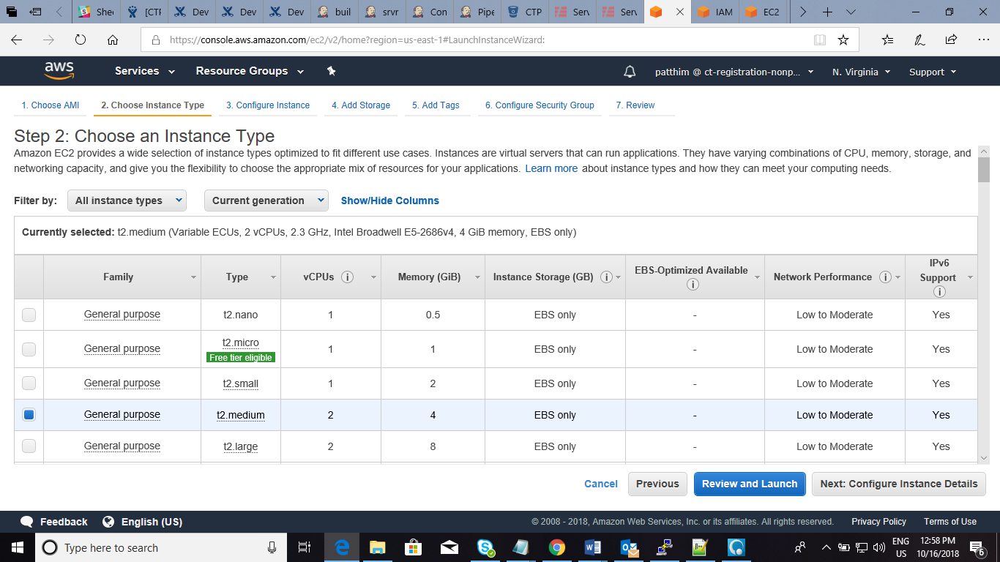 Shee
[CTF
Dev
Dev
Dev
buil
srvr
Con
Pipe
CTP
Serv
Serv
IAM
EC2
https://console.aws.amazon.com/ec2/v2/home?region=us-east-1#LaunchInstanceWizard:
aws Services Resource Groups patthim @ ct-registration-nonp... N. Virginia Support
1. Choose AMI 2. Choose Instance Type 3. Configure Instance 4. Add Storage 5. Add Tags 6. Configure Security Group 7. Review
Step 2: Choose an Instance Type
Amazon EC2 provides a wide selection of instance types optimized to fit different use cases. Instances are virtual servers that can run applications. They have varying combinations of CPU, memory, storage, and
networking capacity, and give you the flexibility to choose the appropriate mix of resources for your applications. Learn more about instance types and how they can meet your computing needs.
Filter by: All instance types Current generation Show/Hide Columns
Currently selected: t2.medium (Variable ECUs, 2 vCPUs, 2.3 GHz, Intel Broadwell E5-2686v4, 4 GiB memory, EBS only)
Family Type vCPUs Memory (GiB) Instance Storage (GB) EBS-Optimized Available Network Performance IPv6 Support
General purpose t2.nano 1 0.5 EBS only - Low to Moderate Yes
General purpose t2.micro Free tier eligible 1 1 EBS only - Low to Moderate Yes
General purpose t2.small 1 2 EBS only - Low to Moderate Yes
General purpose t2.medium 2 4 EBS only - Low to Moderate Yes
General purpose t2.large 2 8 EBS only - Low to Moderate Yes
Cancel Previous Review and Launch Next: Configure Instance Details
Feedback English (US) © 2008 - 2018, Amazon Web Services, Inc. or its affiliates. All rights reserved. Privacy Policy Terms of Use
Type here to search
ENG
US
12:58 PM
10/16/2018
6